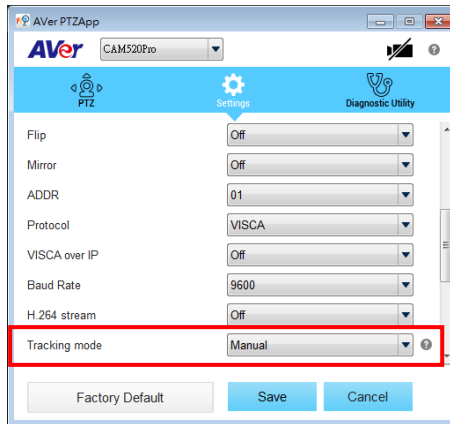 AVer PTZApp
AVer CAM520Pro ?
PTZ Settings Diagnostic Utility
Flip Off
Mirror Off
ADDR 01
Protocol VISCA
VISCA over IP Off
Baud Rate 9600
H.264 stream Off
Tracking mode Manual ?
Factory Default Save Cancel